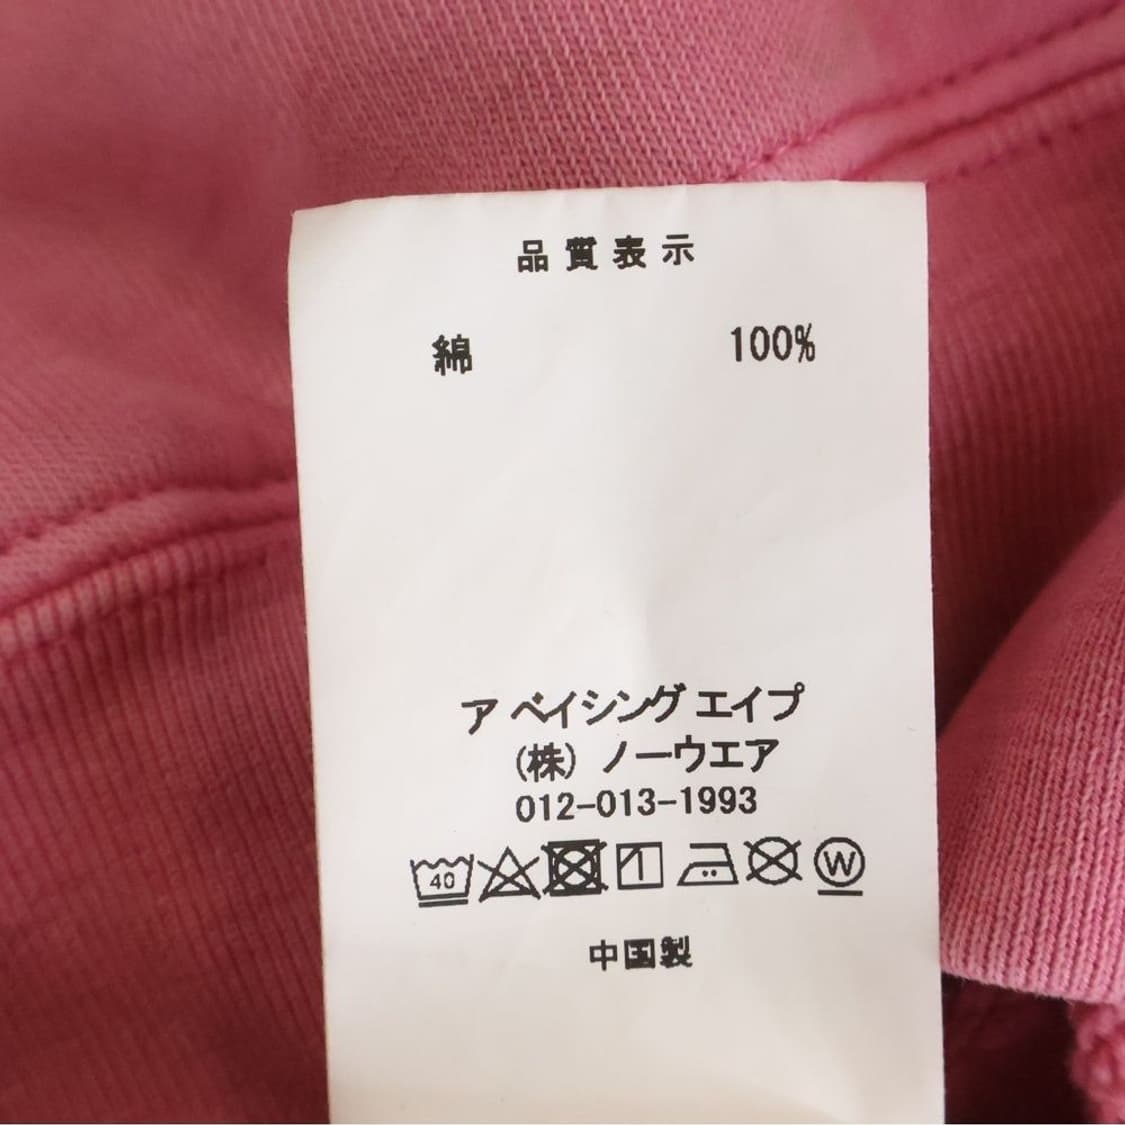 品質表示
綿 100%
ア ベイシング エイプ
(株) ノーウエア
012-013-1993
40 W
中国製